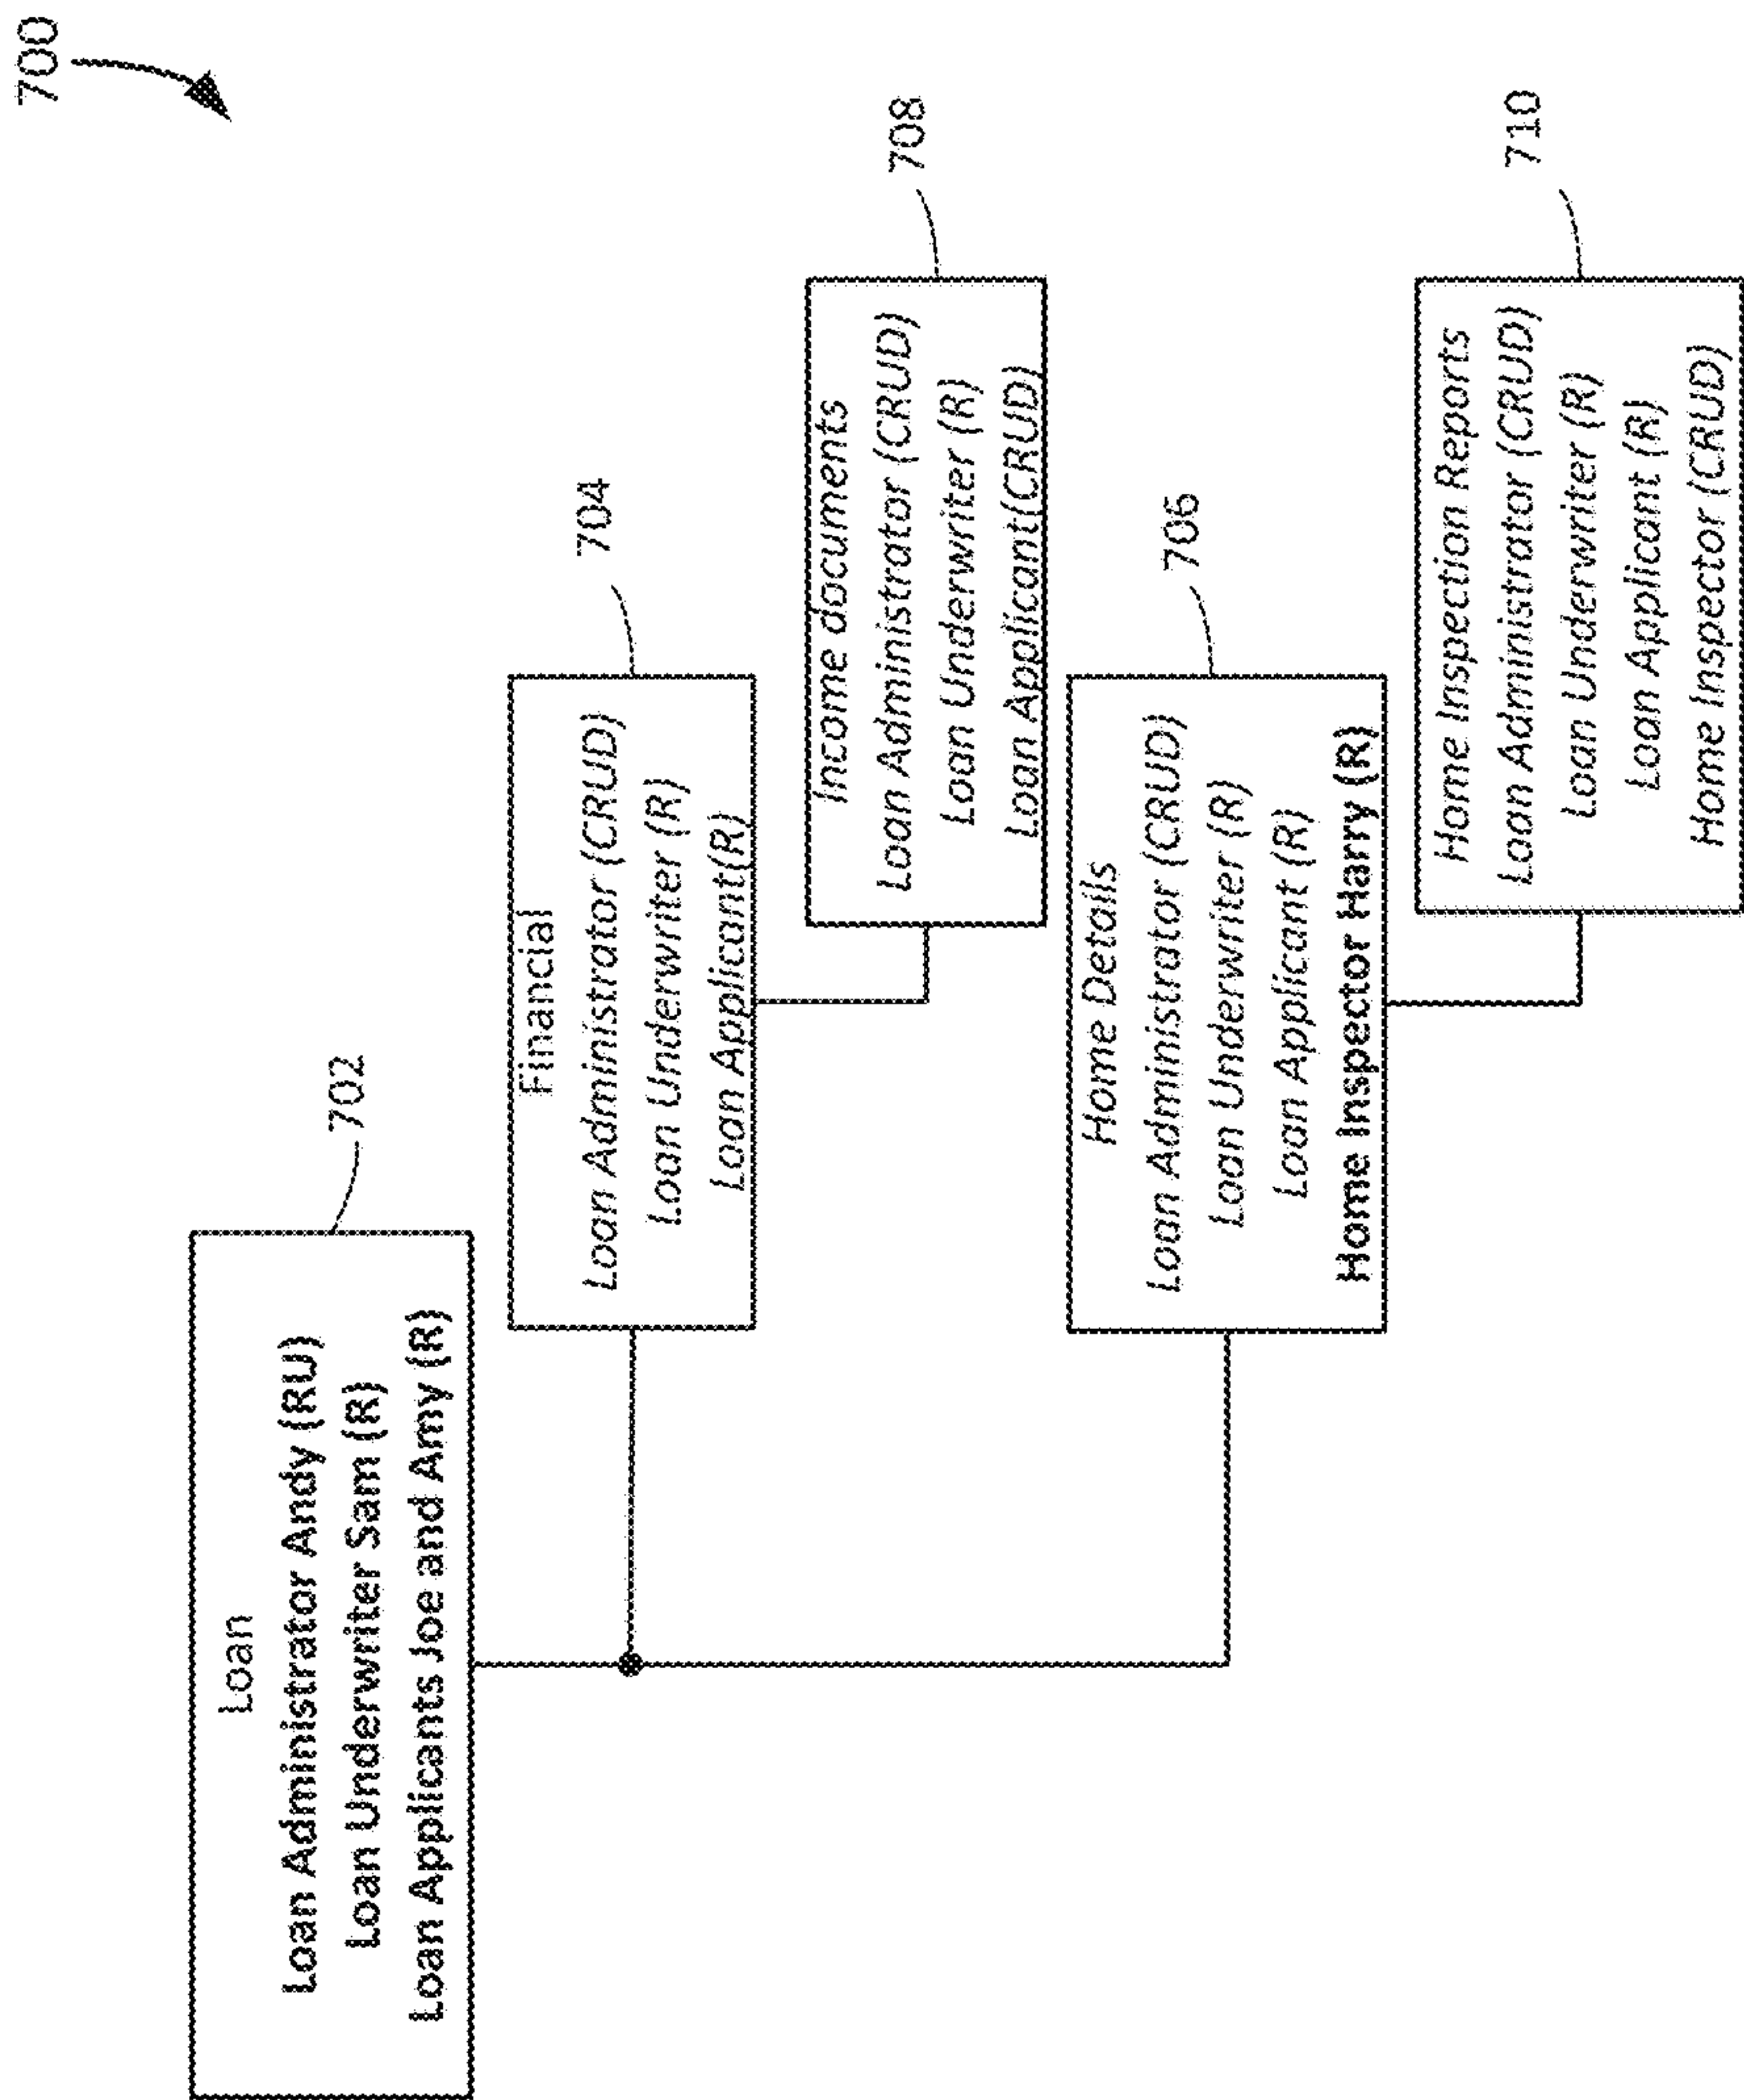 700
Loan
Loan Administrator Andy (RU)
Loan Underwriter Sam (R)
Loan Applicants Joe and Amy (R)
702
Financial
Loan Administrator (CRUD)
Loan Underwriter (R)
Loan Applicant(R)
704
Income documents
Loan Administrator (CRUD)
Loan Underwriter (R)
Loan Applicant(CRUD)
708
Home Details
Loan Administrator (CRUD)
Loan Underwriter (R)
Loan Applicant (R)
Home Inspector Harry (R)
706
Home Inspection Reports
Loan Administrator (CRUD)
Loan Underwriter (R)
Loan Applicant (R)
Home Inspector (CRUD)
710